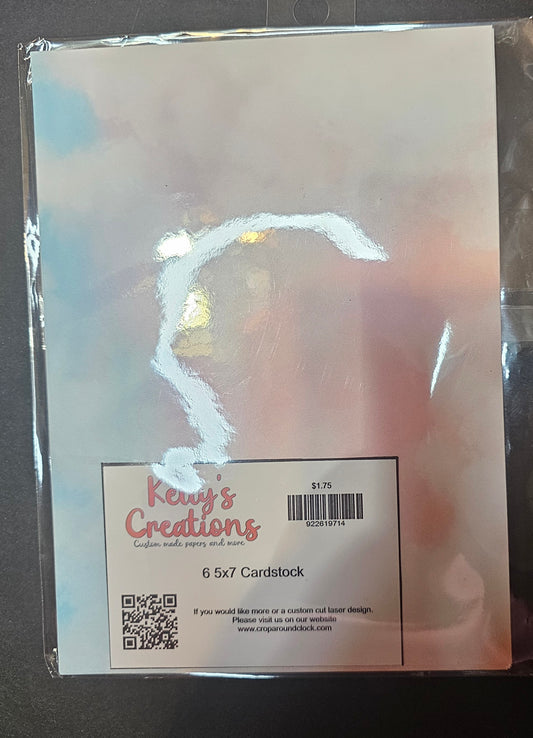 Kelly's
Creations
Custom made papers and more
$1.75
922619714
6 5x7 Cardstock
If you would like more or a custom cut laser design.
Please visit us on our website
www.croparoundclock.com